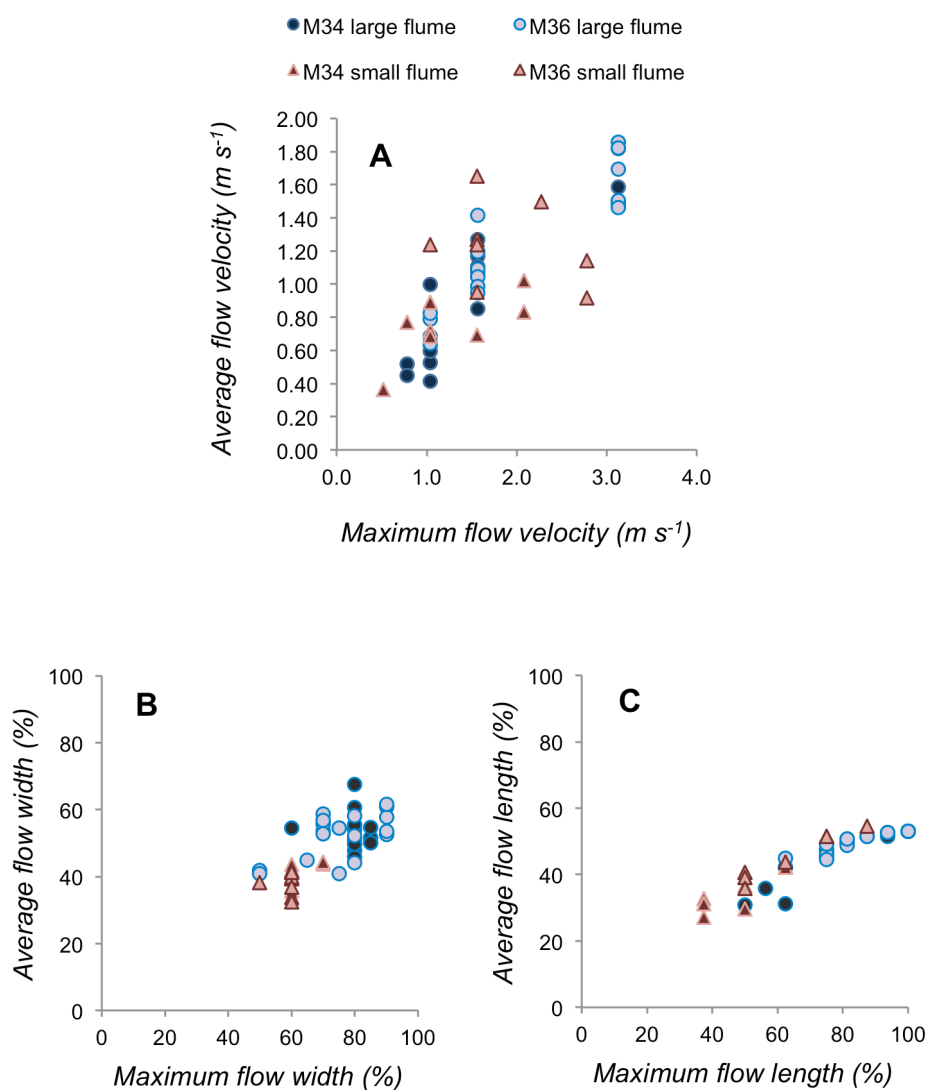 M34 large flume M36 large flume
M34 small flume M36 small flume
A
Average flow velocity (m s⁻¹)
2.00
1.80
1.60
1.40
1.20
1.00
0.80
0.60
0.40
0.20
0.00
0.0 1.0 2.0 3.0 4.0
Maximum flow velocity (m s⁻¹)
B
Average flow width (%)
100
80
60
40
20
0
0 20 40 60 80 100
Maximum flow width (%)
C
Average flow length (%)
100
80
60
40
20
0
0 20 40 60 80 100
Maximum flow length (%)